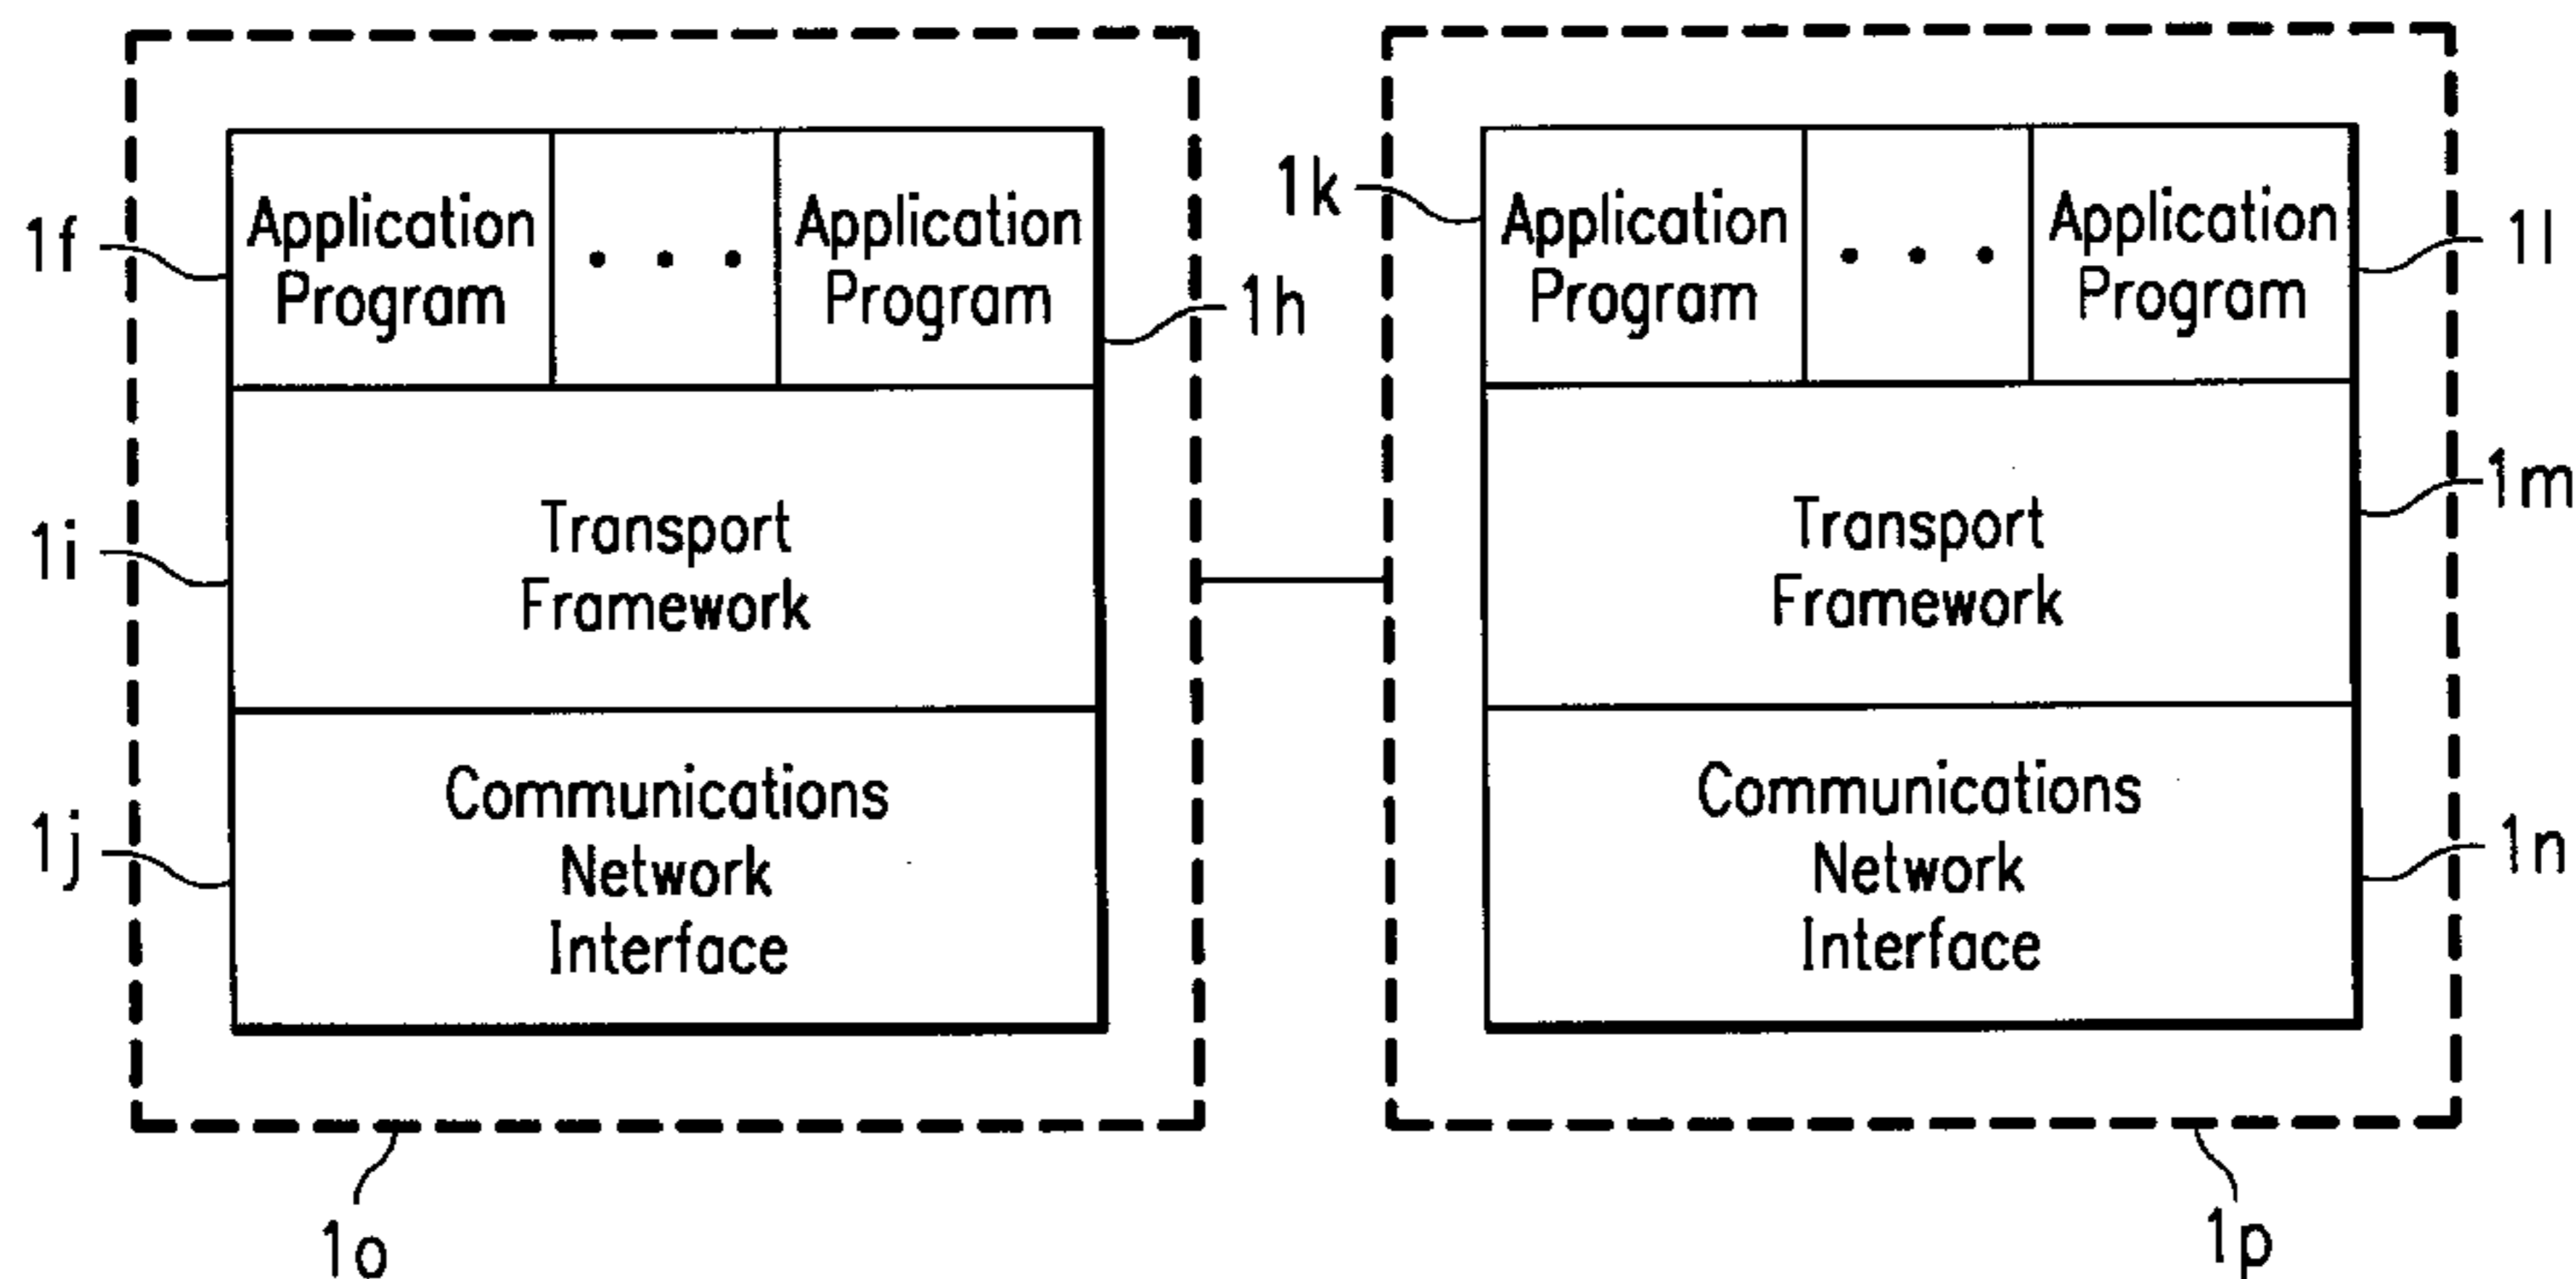 1f
Application
Program
. . .
Application
Program
1h
1i
Transport
Framework
1j
Communications
Network
Interface
1o
1k
Application
Program
. . .
Application
Program
1l
Transport
Framework
1m
Communications
Network
Interface
1n
1p